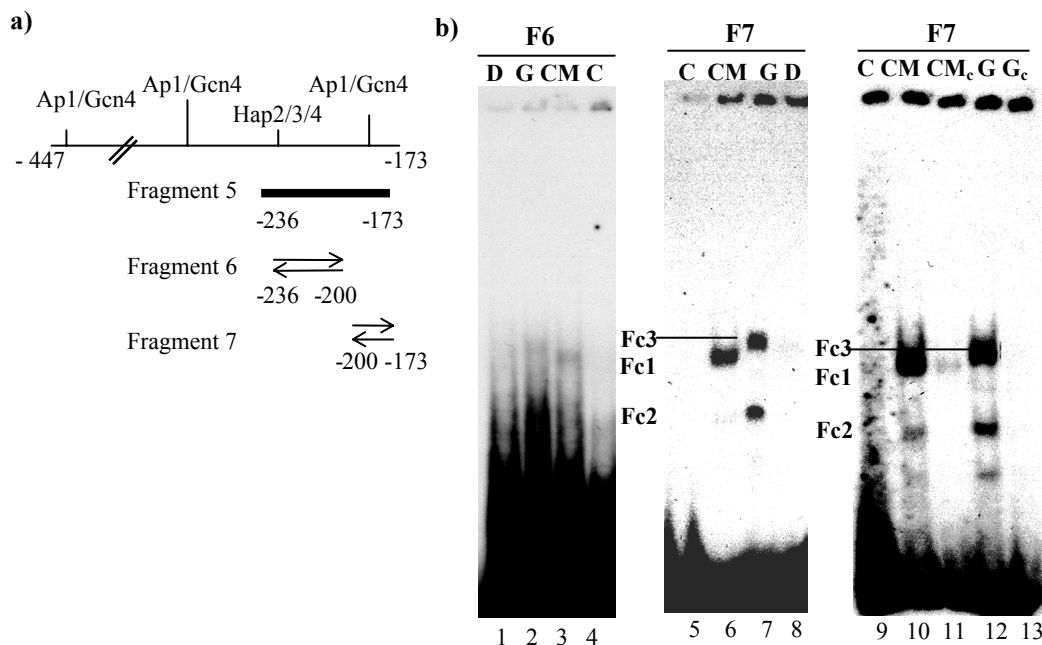 a)
Ap1/Gcn4 Ap1/Gcn4 Hap2/3/4 Ap1/Gcn4
- 447 -173
Fragment 5
-236 -173
Fragment 6
-236 -200
Fragment 7
-200 -173
b)
F6
D G CM C
1 2 3 4
F7
C CM G D
Fc3
Fc1
Fc2
5 6 7 8
F7
C CM CMc G Gc
Fc3
Fc1
Fc2
9 10 11 12 13